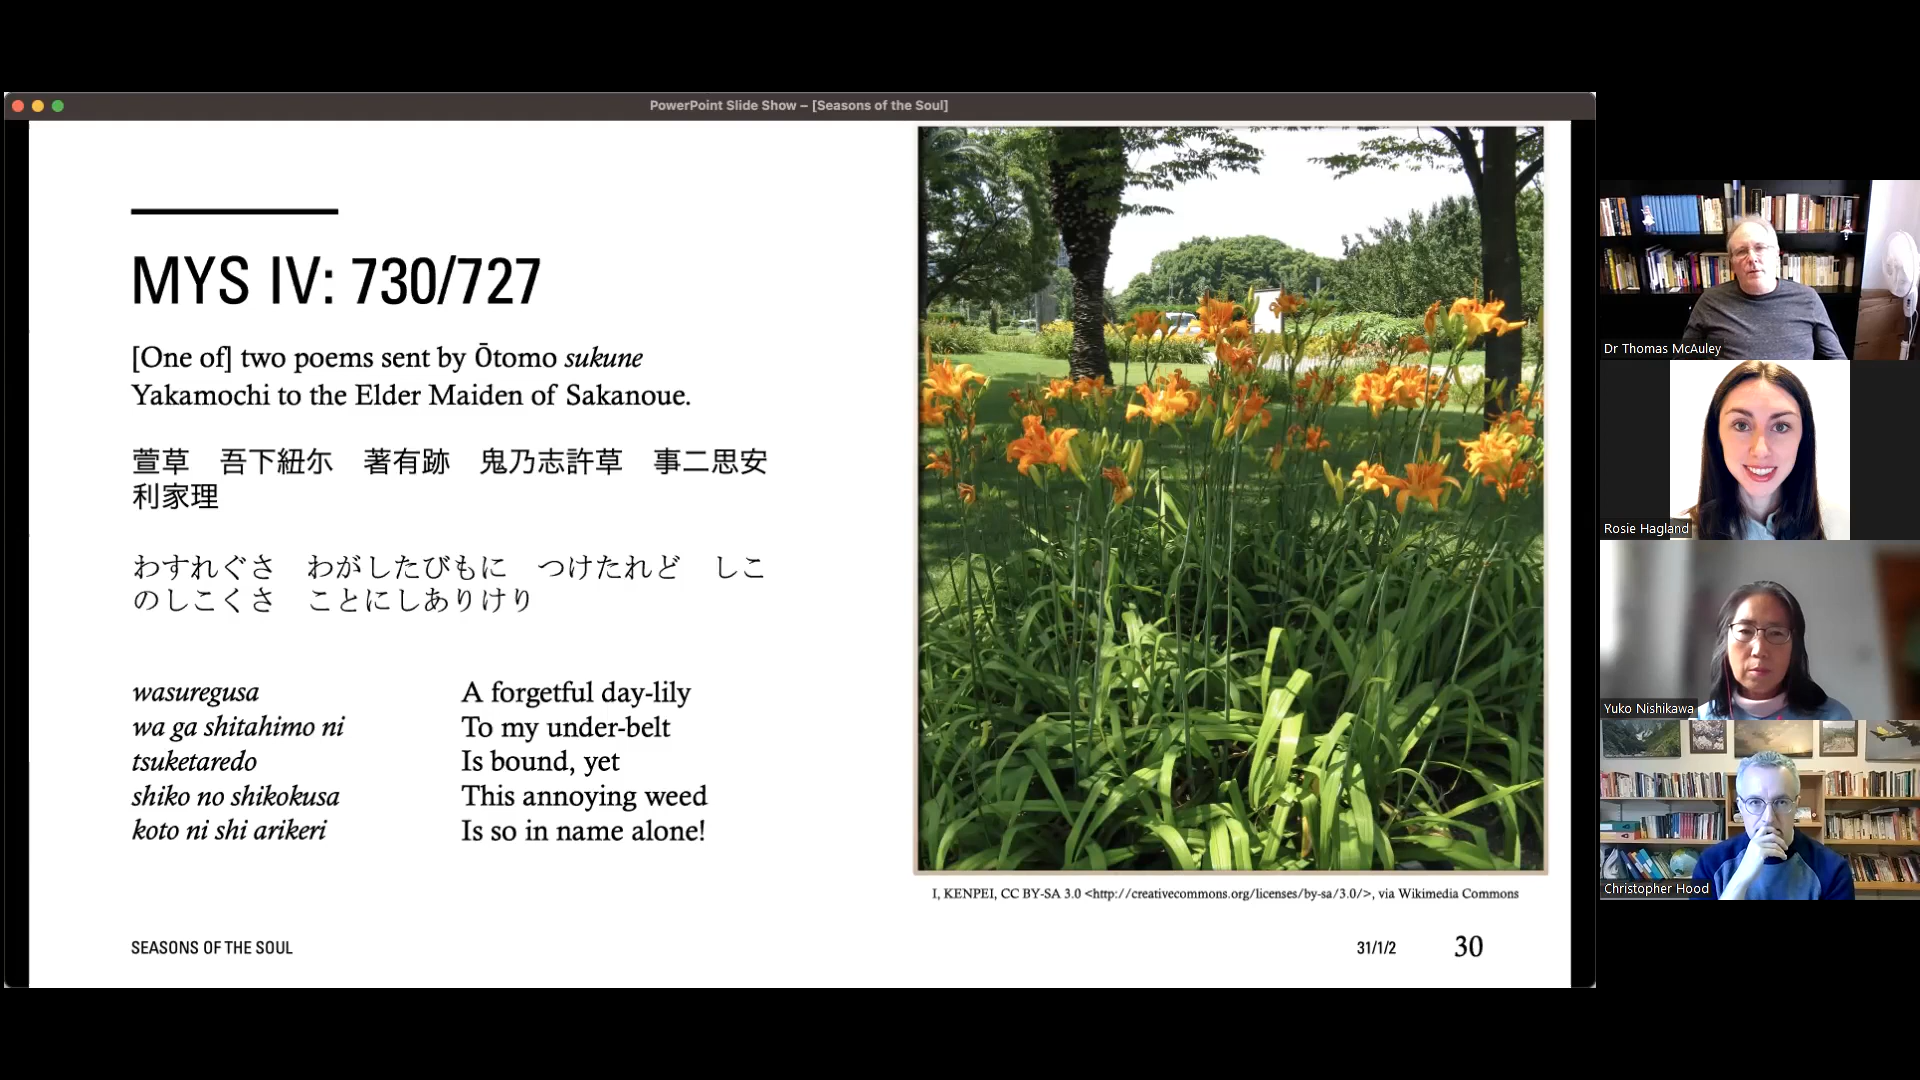 PowerPoint Slide Show – [Seasons of the Soul]
MYS IV: 730/727
[One of] two poems sent by Ōtomo sukune
Yakamochi to the Elder Maiden of Sakanoue.
萱草　吾下紐尓　著有跡　鬼乃志許草　事二思安
利家理
わすれぐさ　わがしたびもに　つけたれど　しこ
のしこくさ　ことにしありけり
wasuregusa
wa ga shitahimo ni
tsuketaredo
shiko no shikokusa
koto ni shi arikeri
A forgetful day-lily
To my under-belt
Is bound, yet
This annoying weed
Is so in name alone!
I, KENPEI, CC BY-SA 3.0 <http://creativecommons.org/licenses/by-sa/3.0/>, via Wikimedia Commons
SEASONS OF THE SOUL
31/1/2
30
Dr Thomas McAuley
Rosie Hagland
Yuko Nishikawa
Christopher Hood